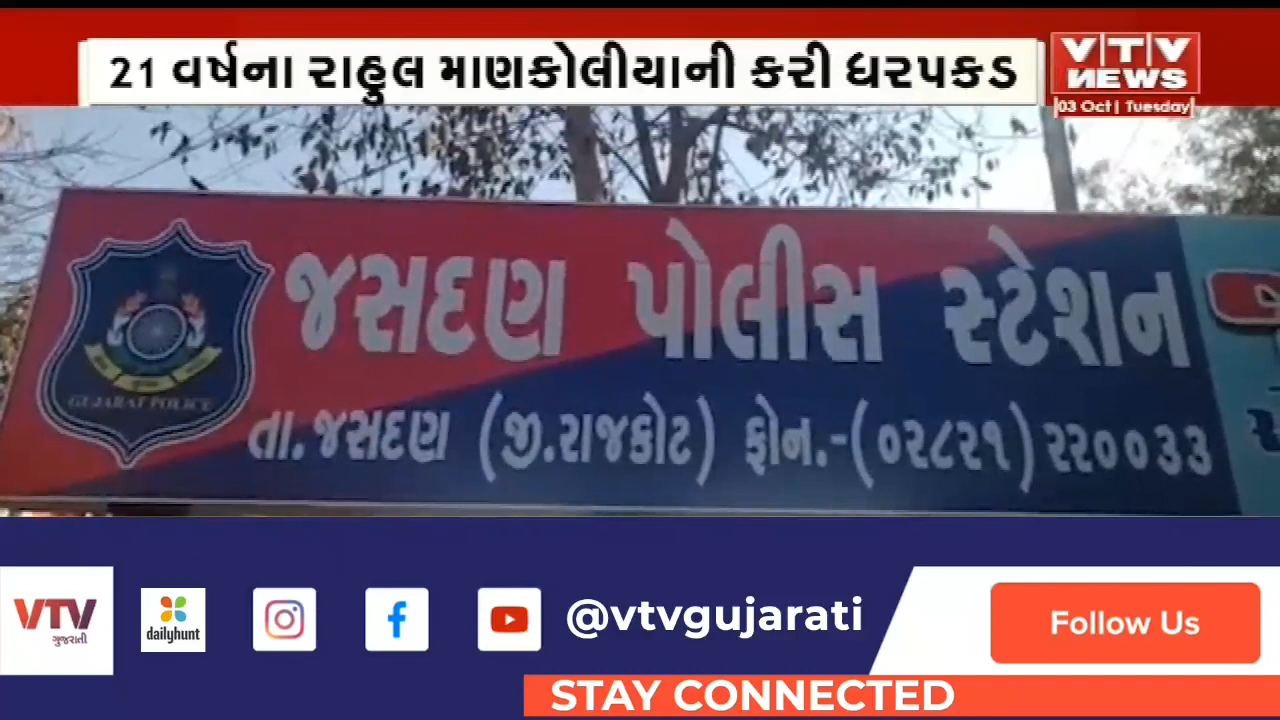 21 વર્ષના રાહુલ માણકોલીયાની કરી ધરપકડ
VTV
NEWS
03 Oct | Tuesday
જસદણ પોલીસ સ્ટેશન
GUJARAT POLICE
તા.જસદણ (જી.રાજકોટ) ફોન.-(૦૨૮૨૧) ૨૨૦૦૩૩
VTV
ગુજરાતી
dailyhunt
@vtvgujarati
Follow Us
STAY CONNECTED